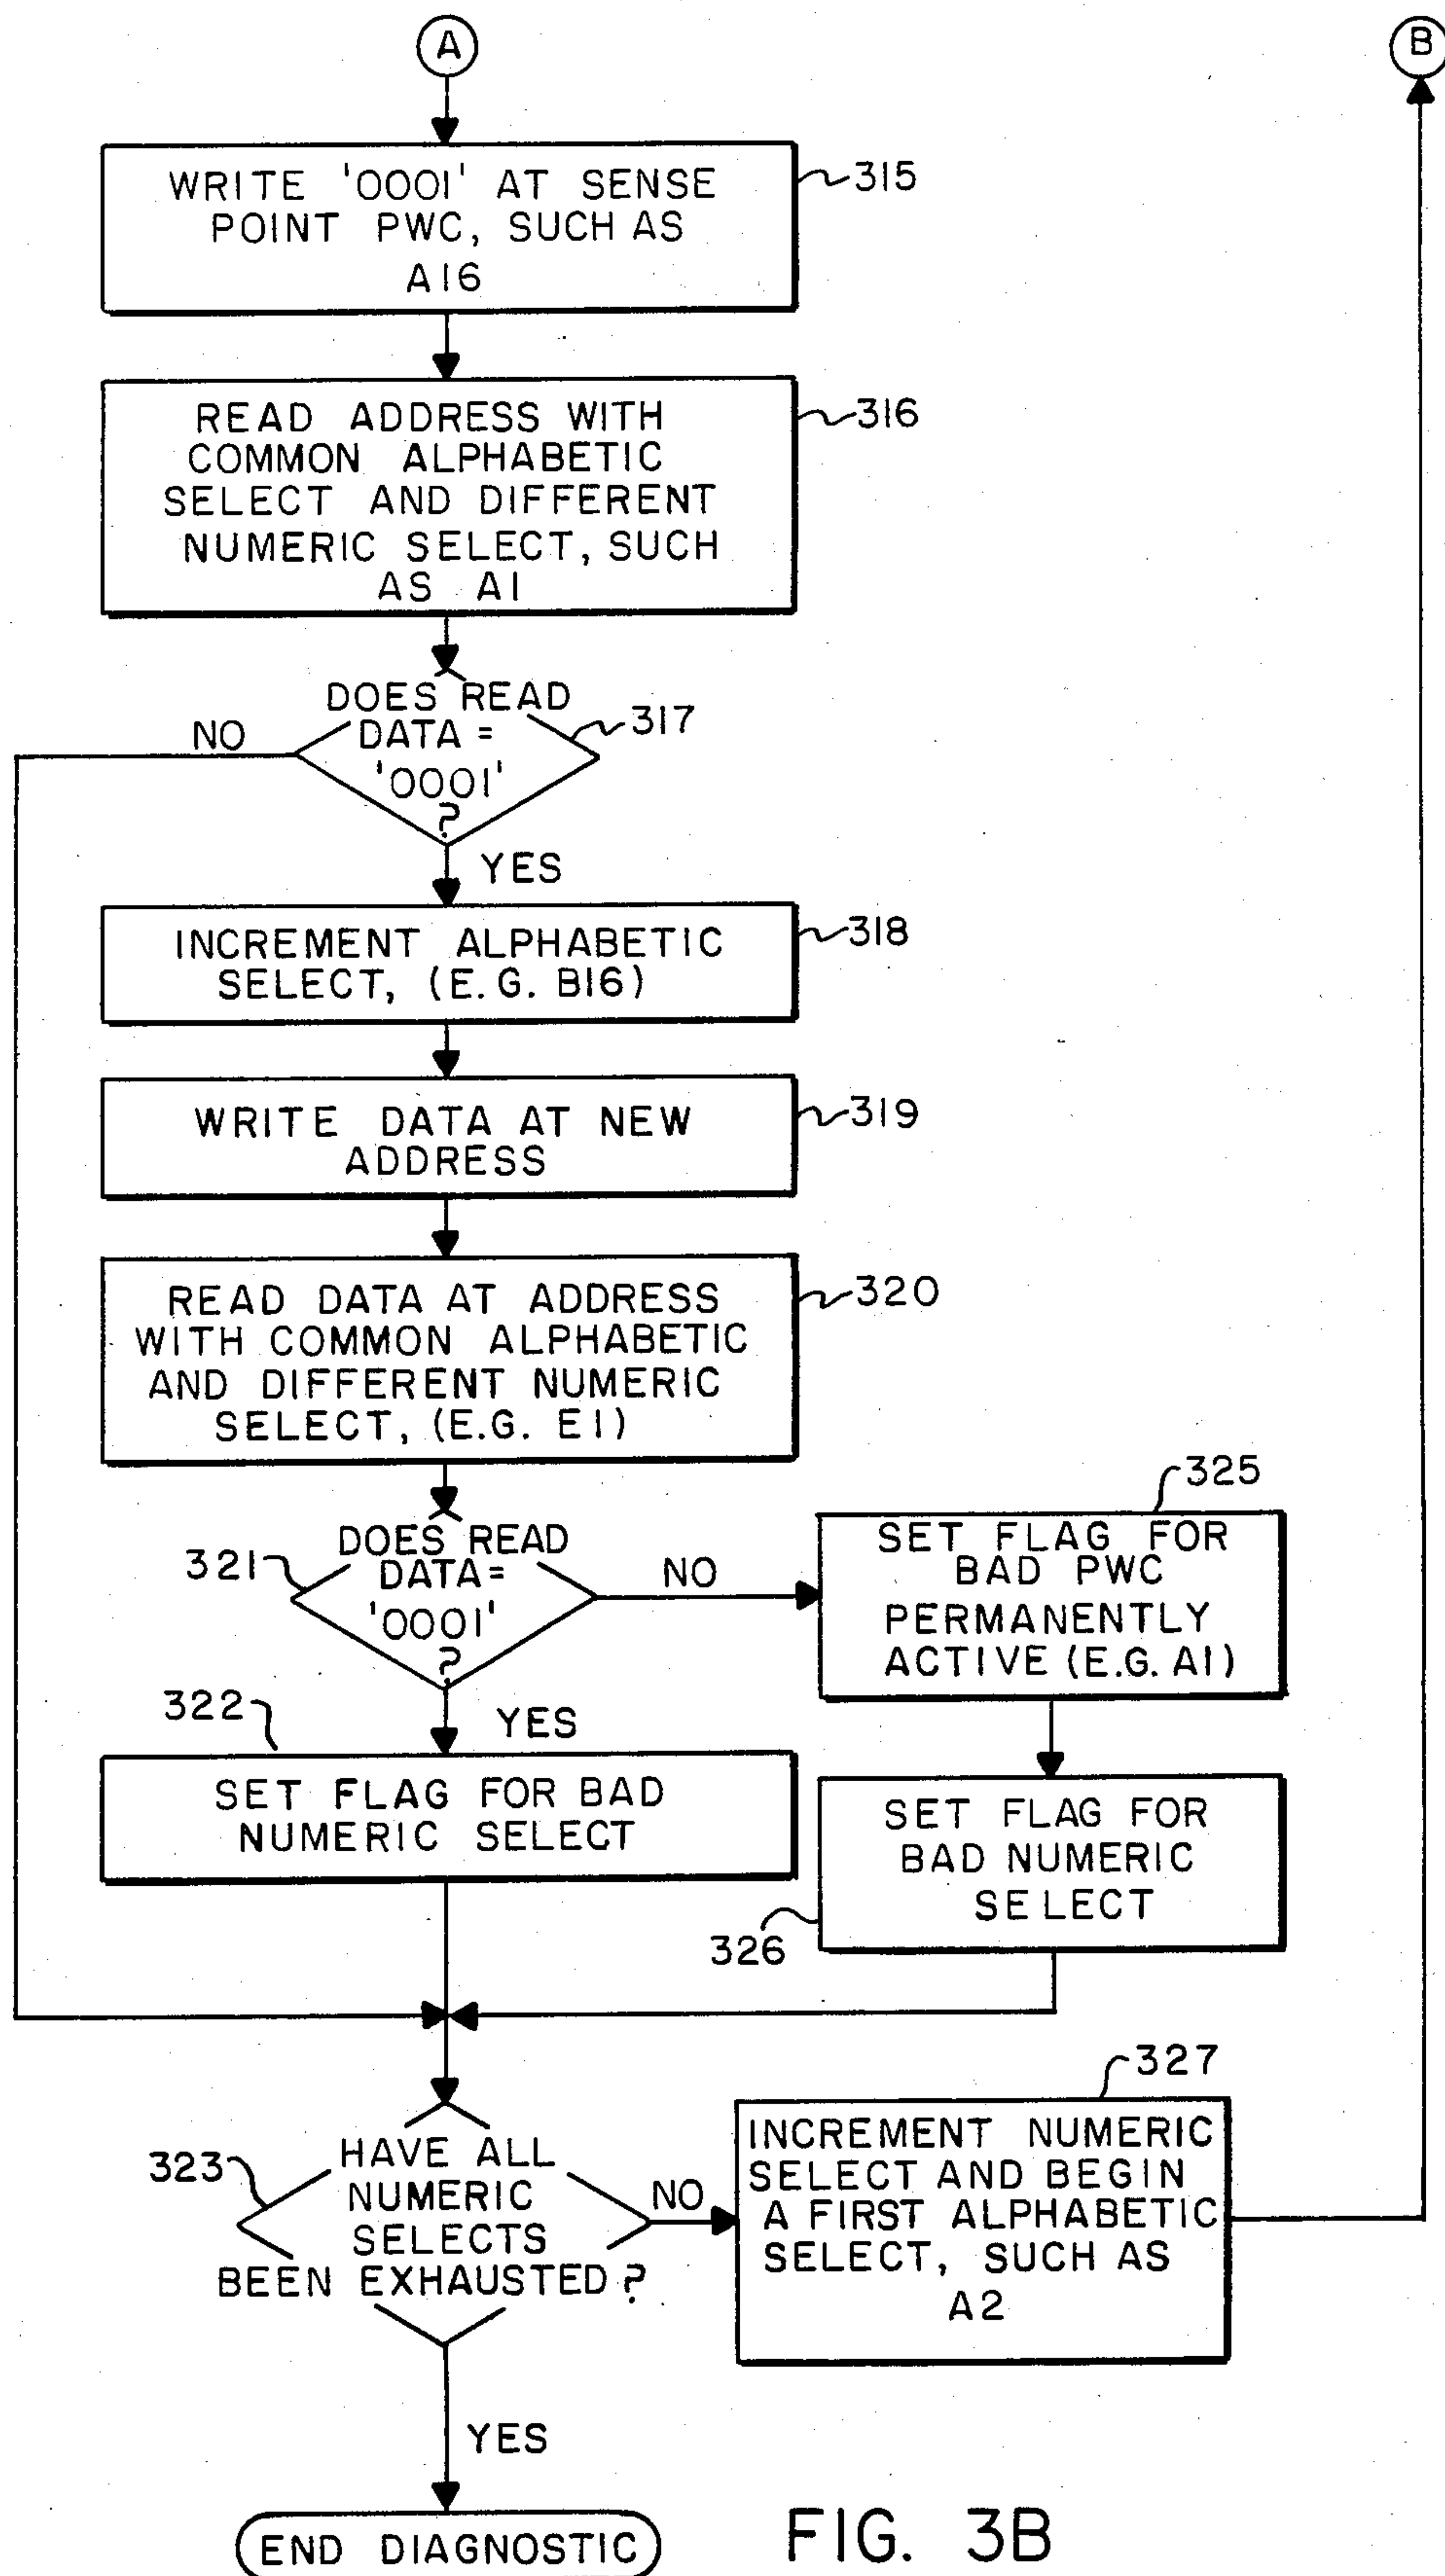 A
B
WRITE '0001' AT SENSE
POINT PWC, SUCH AS
A16
315
READ ADDRESS WITH
COMMON ALPHABETIC
SELECT AND DIFFERENT
NUMERIC SELECT, SUCH
AS A1
316
DOES READ
DATA =
'0001'
?
317
NO
YES
INCREMENT ALPHABETIC
SELECT, (E.G. B16)
318
WRITE DATA AT NEW
ADDRESS
319
READ DATA AT ADDRESS
WITH COMMON ALPHABETIC
AND DIFFERENT NUMERIC
SELECT, (E.G. E1)
320
321
DOES READ
DATA=
'0001'
?
NO
YES
325
SET FLAG FOR
BAD PWC
PERMANENTLY
ACTIVE (E.G. A1)
322
SET FLAG FOR BAD
NUMERIC SELECT
SET FLAG FOR
BAD NUMERIC
SELECT
326
323
HAVE ALL
NUMERIC
SELECTS
BEEN EXHAUSTED?
NO
327
INCREMENT NUMERIC
SELECT AND BEGIN
A FIRST ALPHABETIC
SELECT, SUCH AS
A2
YES
END DIAGNOSTIC
FIG. 3B